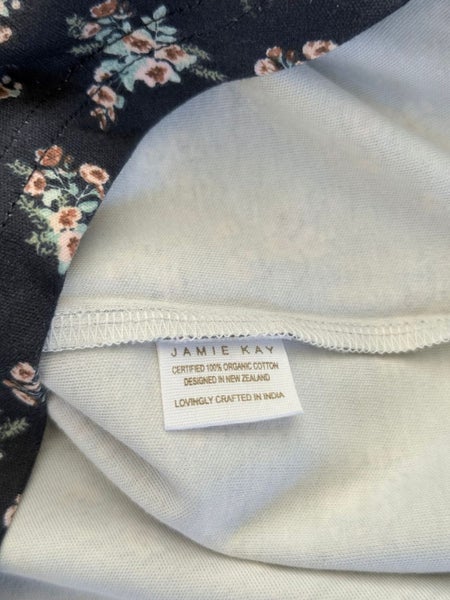 JAMIE KAY
CERTIFIED 100% ORGANIC COTTON
DESIGNED IN NEW ZEALAND
LOVINGLY CRAFTED IN INDIA